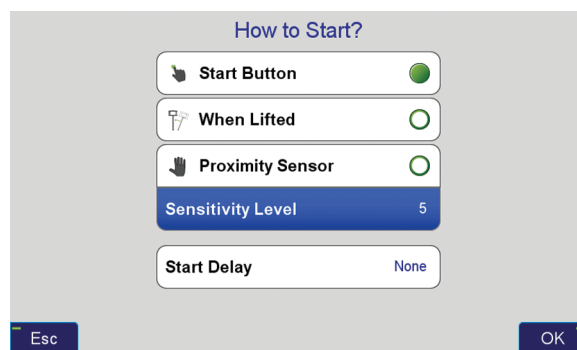 How to Start?
Start Button
When Lifted
Proximity Sensor
Sensitivity Level 5
Start Delay None
Esc OK